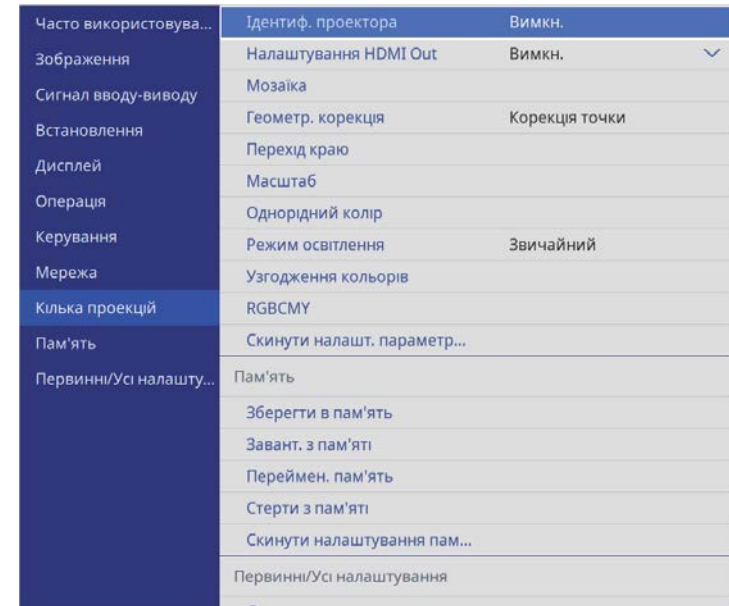 Часто використовува...
Зображення
Сигнал вводу-виводу
Встановлення
Дисплей
Операція
Керування
Мережа
Кілька проекцій
Пам'ять
Первинні/Усі налашту...
Ідентиф. проектора Вимкн.
Налаштування HDMI Out Вимкн.
Мозаїка
Геометр. корекція Корекція точки
Перехід краю
Масштаб
Однорідний колір
Режим освітлення Звичайний
Узгодження кольорів
RGBCMY
Скинути налашт. параметр...
Пам'ять
Зберегти в пам'ять
Завант. з пам'яті
Переймен. пам'ять
Стерти з пам'яті
Скинути налаштування пам...
Первинні/Усі налаштування